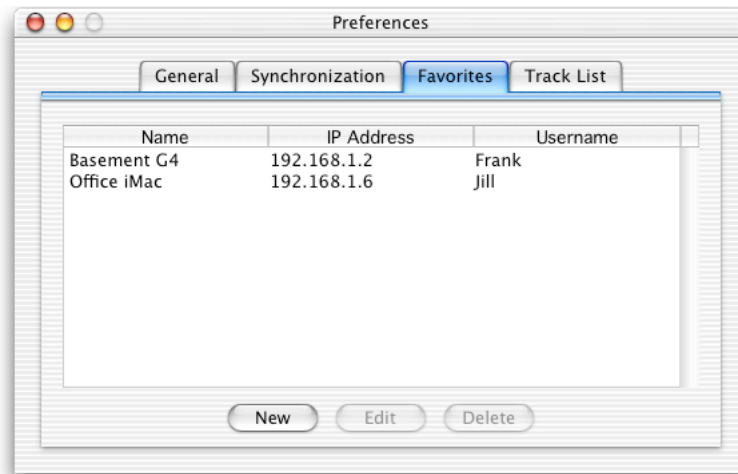 Preferences
General Synchronization Favorites Track List
Name IP Address Username
Basement G4 192.168.1.2 Frank
Office iMac 192.168.1.6 Jill
New Edit Delete